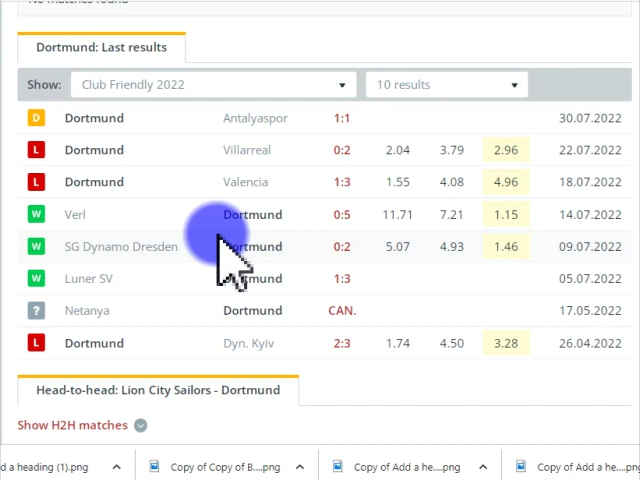 No matches found
Dortmund: Last results
Show: Club Friendly 2022 10 results
D Dortmund Antalyaspor 1:1 30.07.2022
L Dortmund Villarreal 0:2 2.04 3.79 2.96 22.07.2022
L Dortmund Valencia 1:3 1.55 4.08 4.96 18.07.2022
W Verl Dortmund 0:5 11.71 7.21 1.15 14.07.2022
W SG Dynamo Dresden Dortmund 0:2 5.07 4.93 1.46 09.07.2022
W Luner SV Dortmund 1:3 05.07.2022
? Netanya Dortmund CAN. 17.05.2022
L Dortmund Dyn. Kyiv 2:3 1.74 4.50 3.28 26.04.2022
Head-to-head: Lion City Sailors - Dortmund
Show H2H matches
d a heading (1).png Copy of Copy of B....png Copy of Add a he....png Copy of Add a he....png